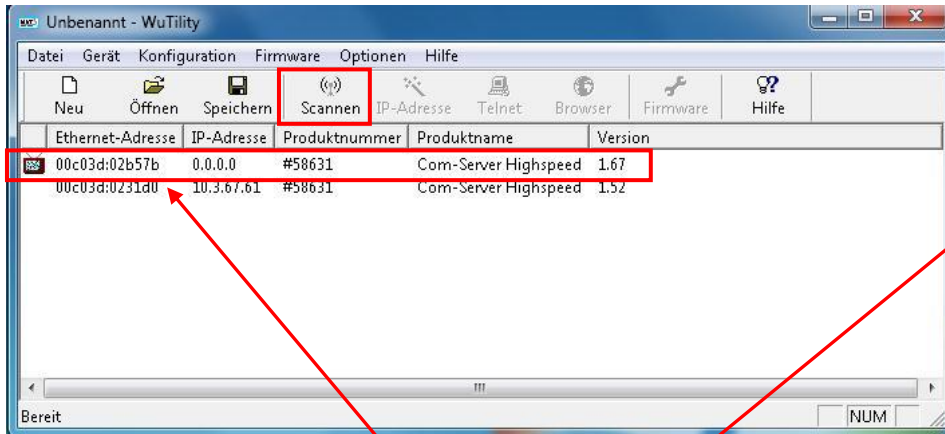 Unbenannt - WuTility
Datei Gerät Konfiguration Firmware Optionen Hilfe
Neu Öffnen Speichern Scannen IP-Adresse Telnet Browser Firmware Hilfe
Ethernet-Adresse IP-Adresse Produktnummer Produktname Version
00c03d:02b57b 0.0.0.0 #58631 Com-Server Highspeed 1.67
00c03d:0231d0 10.3.67.61 #58631 Com-Server Highspeed 1.52
Bereit NUM